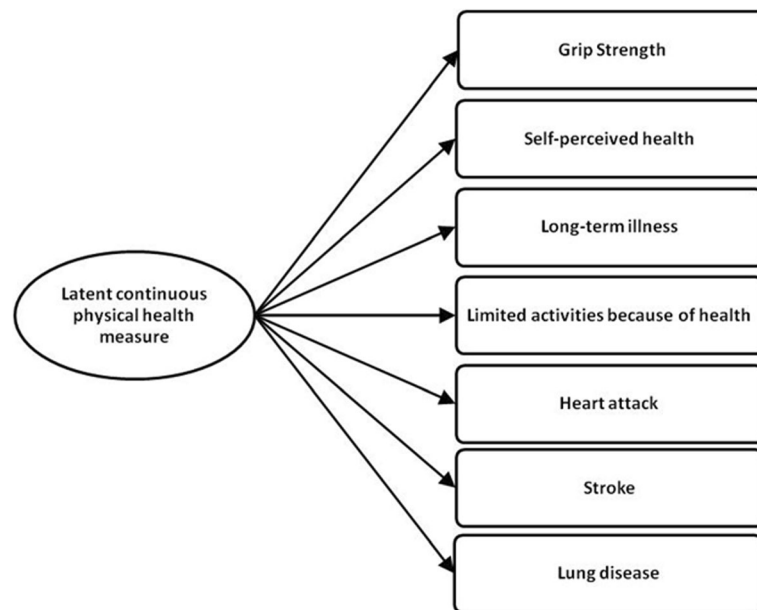 Grip Strength
Self-perceived health
Long-term illness
Latent continuous
physical health
measure
Limited activities because of health
Heart attack
Stroke
Lung disease